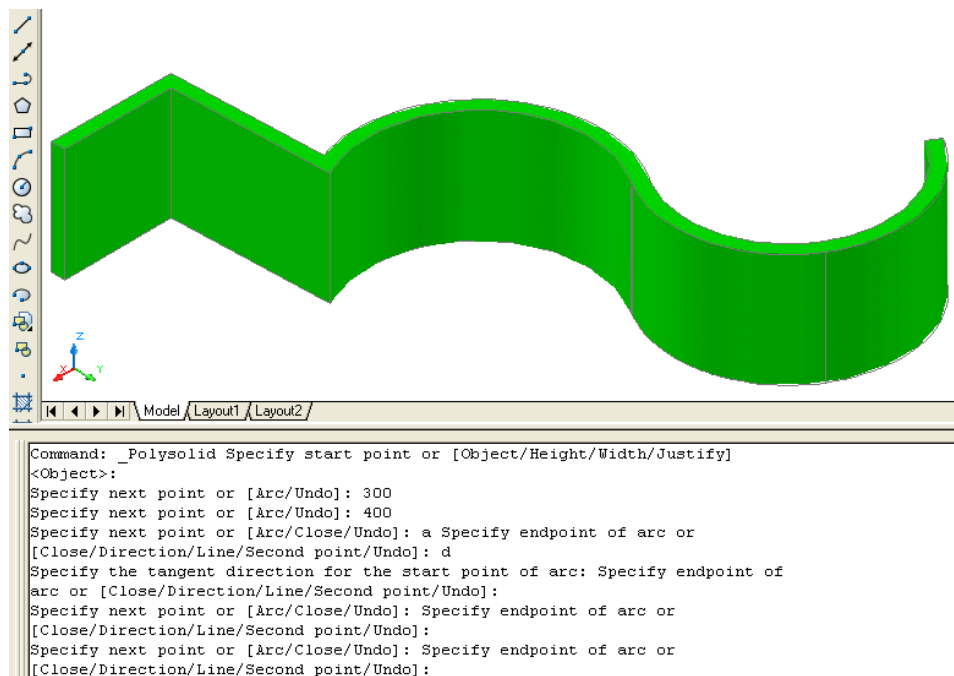 Z
X
Y
Model Layout1 Layout2
Command: _Polysolid Specify start point or [Object/Height/Width/Justify]
<Object>:
Specify next point or [Arc/Undo]: 300
Specify next point or [Arc/Undo]: 400
Specify next point or [Arc/Close/Undo]: a Specify endpoint of arc or
[Close/Direction/Line/Second point/Undo]: d
Specify the tangent direction for the start point of arc: Specify endpoint of
arc or [Close/Direction/Line/Second point/Undo]:
Specify next point or [Arc/Close/Undo]: Specify endpoint of arc or
[Close/Direction/Line/Second point/Undo]:
Specify next point or [Arc/Close/Undo]: Specify endpoint of arc or
[Close/Direction/Line/Second point/Undo]: